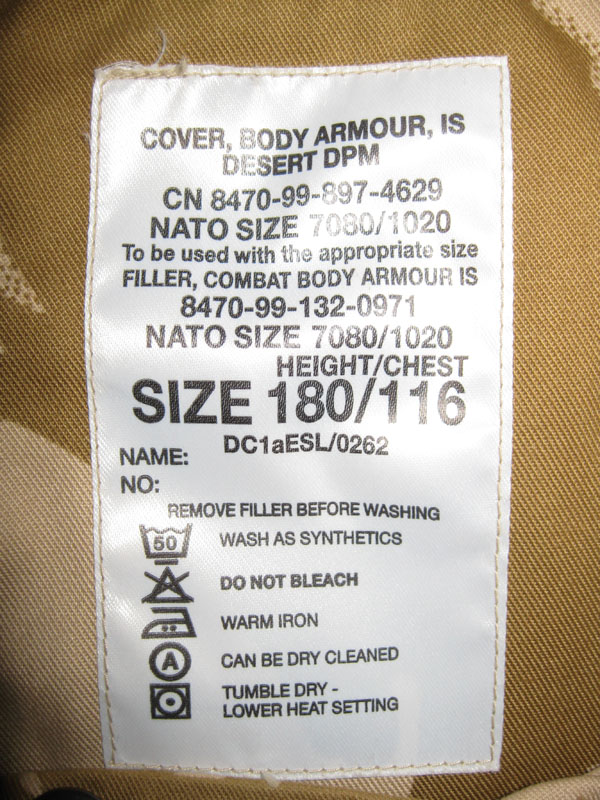 COVER, BODY ARMOUR, IS
DESERT DPM
CN 8470-99-897-4629
NATO SIZE 7080/1020
To be used with the appropriate size
FILLER, COMBAT BODY ARMOUR IS
8470-99-132-0971
NATO SIZE 7080/1020
HEIGHT/CHEST
SIZE 180/116
DC1aESL/0262
NAME:
NO:
REMOVE FILLER BEFORE WASHING
50 WASH AS SYNTHETICS
DO NOT BLEACH
WARM IRON
A CAN BE DRY CLEANED
TUMBLE DRY -
LOWER HEAT SETTING